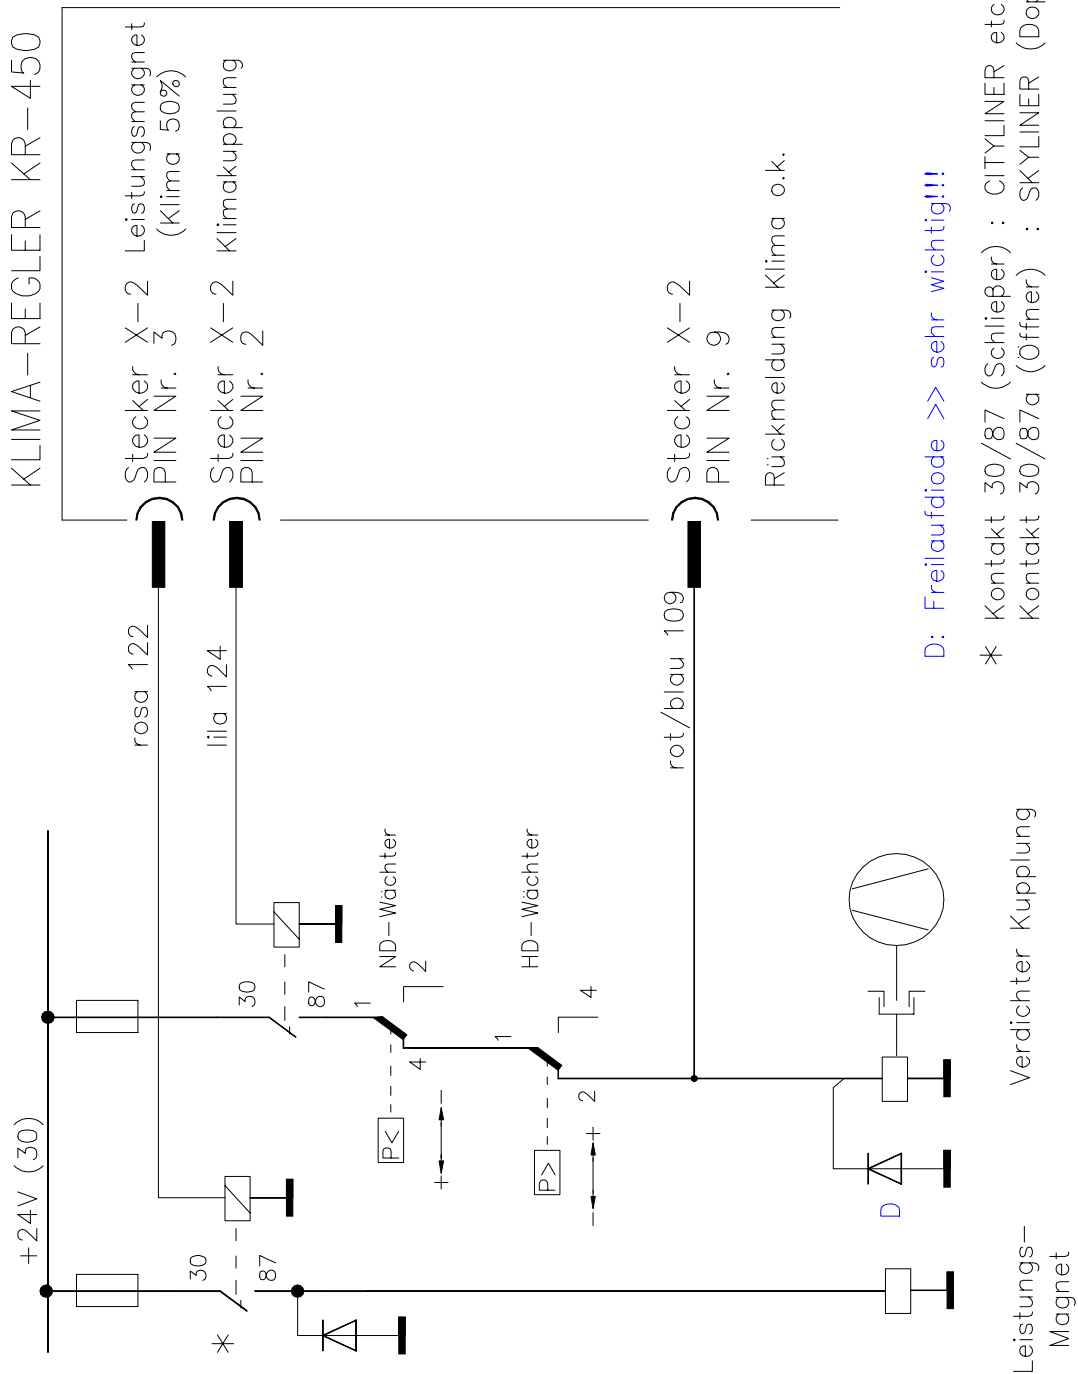 KLIMA-REGLER KR-450
Stecker X-2 Leistungsmagnet
PIN Nr. 3 (Klima 50%)
Stecker X-2 Klimakupplung
PIN Nr. 2
Stecker X-2
PIN Nr. 9
Rückmeldung Klima o.k.
rosa 122
lila 124
rot/blau 109
D: Freilaufdiode >> sehr wichtig!!!
* Kontakt 30/87 (Schließer) : CITYLINER etc
Kontakt 30/87a (Öffner) : SKYLINER
+24V (30)
30
87
ND-Wächter
1
2
4
P<
+
-
HD-Wächter
1
4
2
P>
-
+
30
87
*
D
Verdichter Kupplung
Leistungs-
Magnet